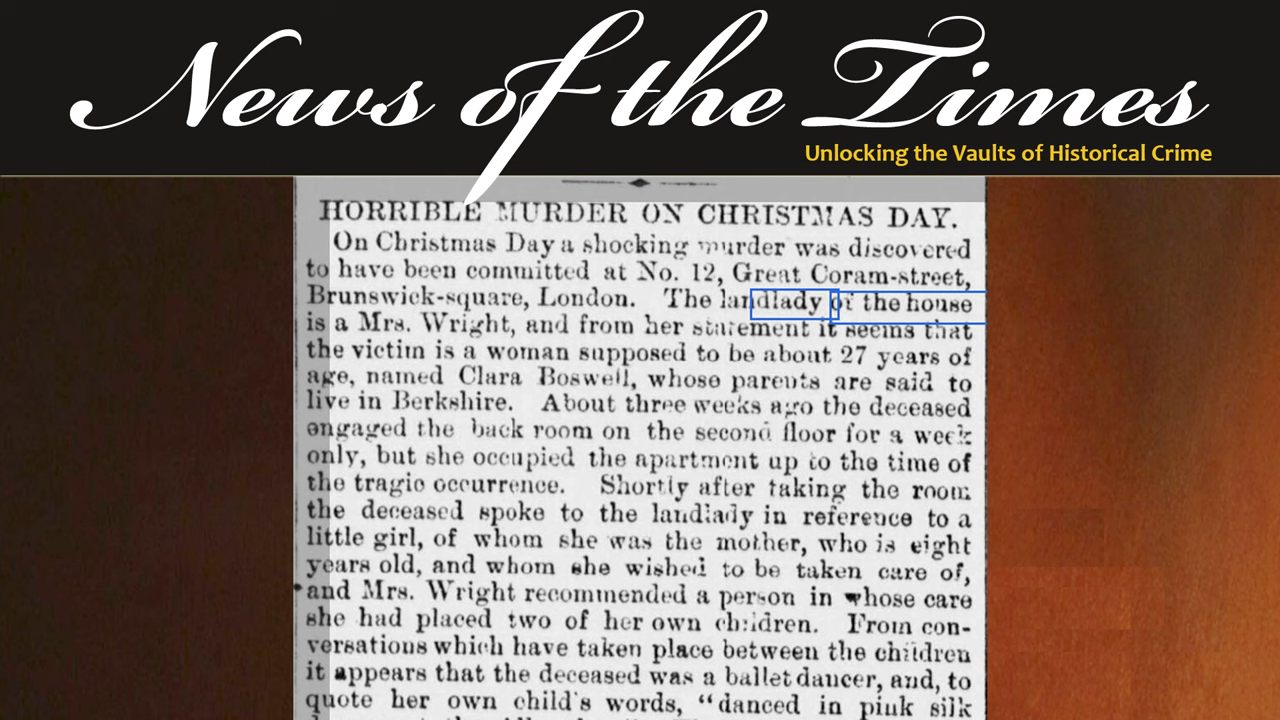 News of the Times
Unlocking the Vaults of Historical Crime
HORRIBLE MURDER ON CHRISTMAS DAY.
On Christmas Day a shocking murder was discovered
to have been committed at No. 12, Great Coram-street,
Brunswick-square, London. The landlady of the house
is a Mrs. Wright, and from her statement it seems that
the victim is a woman supposed to be about 27 years of
age, named Clara Boswell, whose parents are said to
live in Berkshire. About three weeks ago the deceased
engaged the back room on the second floor for a week
only, but she occupied the apartment up to the time of
the tragic occurrence. Shortly after taking the room
the deceased spoke to the landlady in reference to a
little girl, of whom she was the mother, who is eight
years old, and whom she wished to be taken care of,
and Mrs. Wright recommended a person in whose care
she had placed two of her own children. From con-
versations which have taken place between the children
it appears that the deceased was a ballet dancer, and, to
quote her own child's words, "danced in pink silk